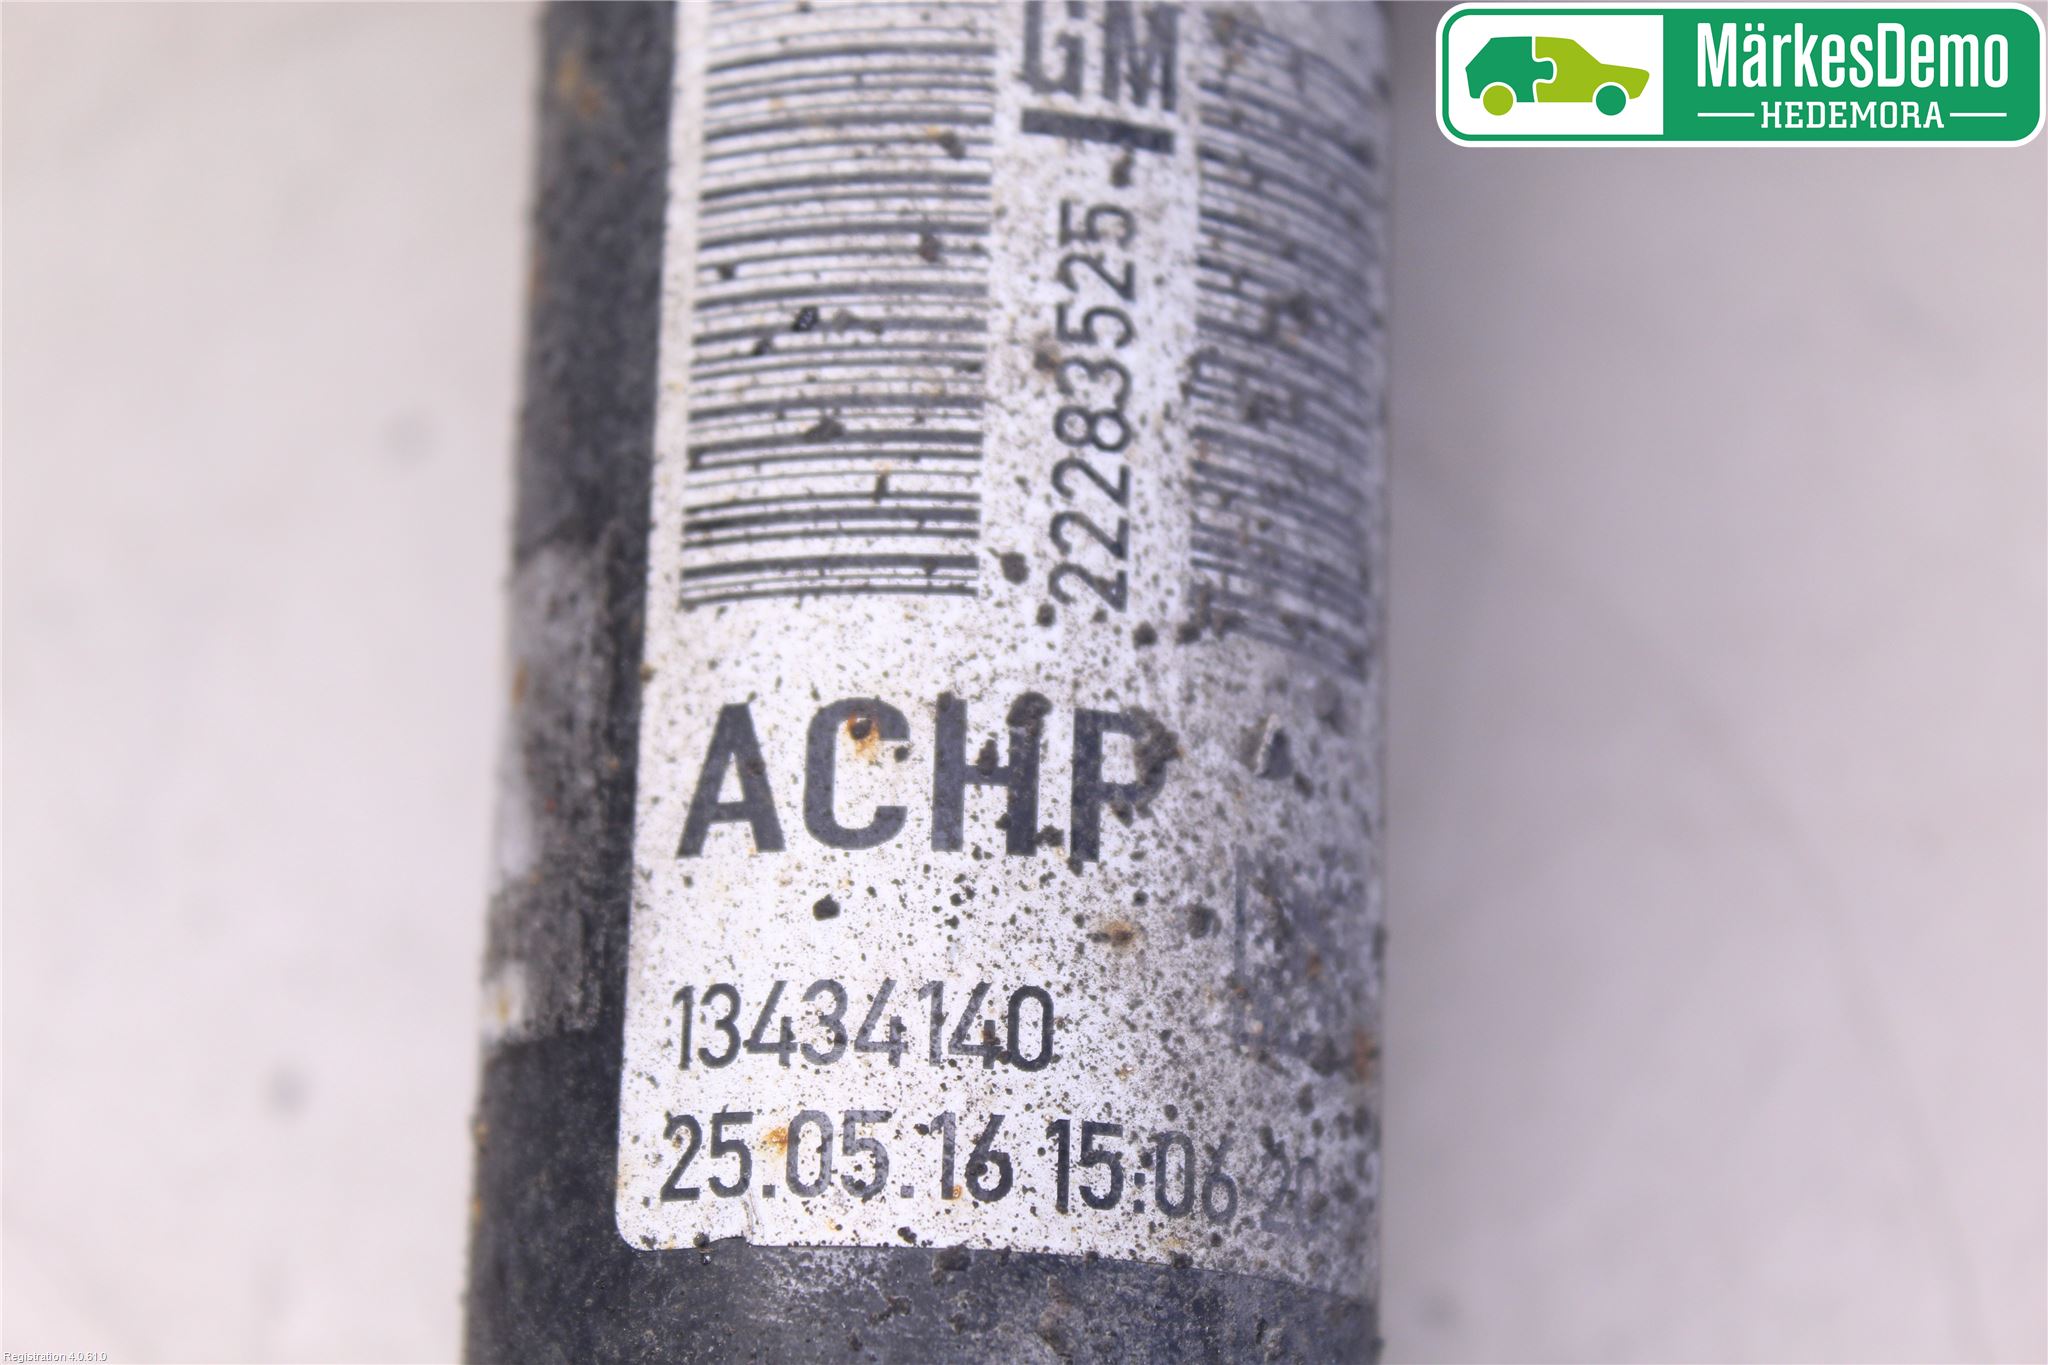 MärkesDemo
HEDEMORA
GM
22283525
ACHP
13434140
25.05.16 15:06
Registration 4.0.61.0